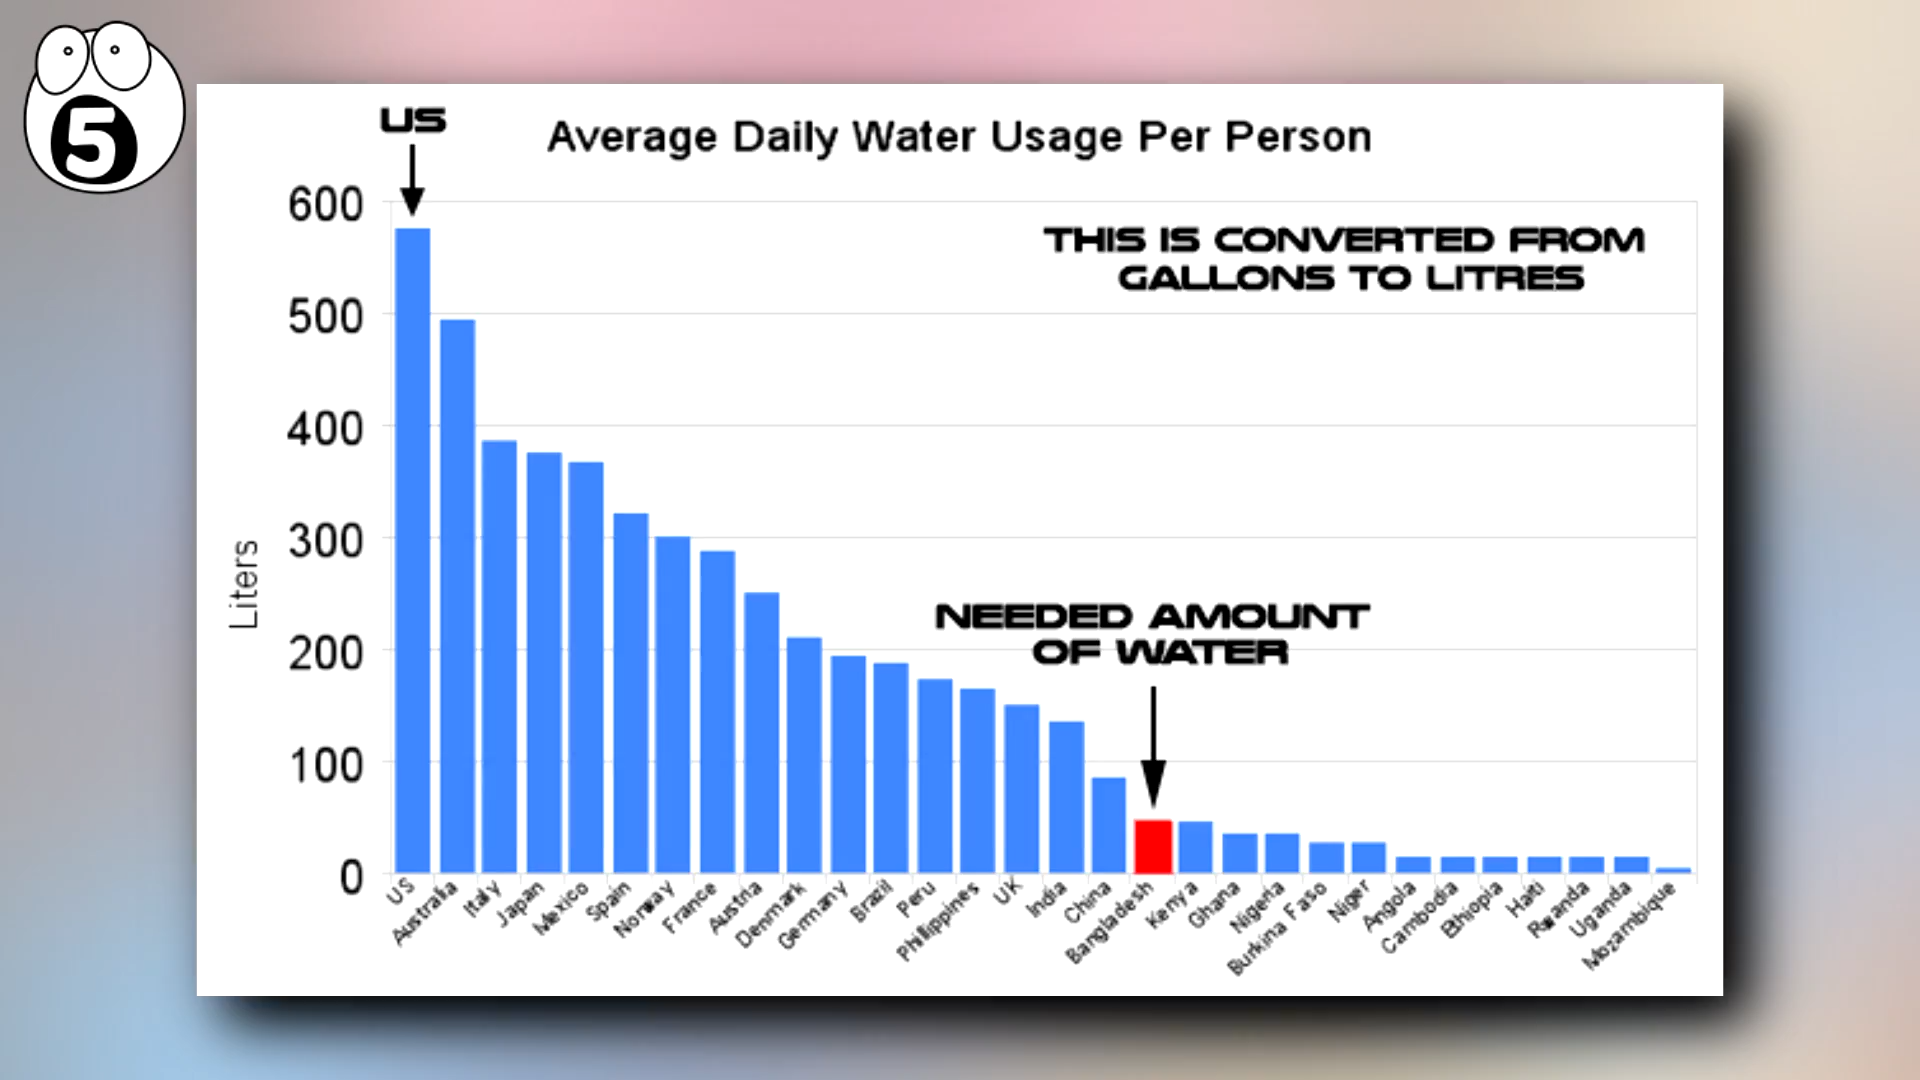 5
US
Average Daily Water Usage Per Person
THIS IS CONVERTED FROM
GALLONS TO LITRES
NEEDED AMOUNT
OF WATER
Liters
600
500
400
300
200
100
0
US
Australia
Italy
Japan
Mexico
Spain
Norway
France
Austria
Denmark
Germany
Brazil
Peru
Phillippines
UK
India
China
Bangladesh
Kenya
Ghana
Nigeria
Burkina Faso
Niger
Angola
Cambodia
Ethiopia
Haiti
Rwanda
Uganda
Mozambique